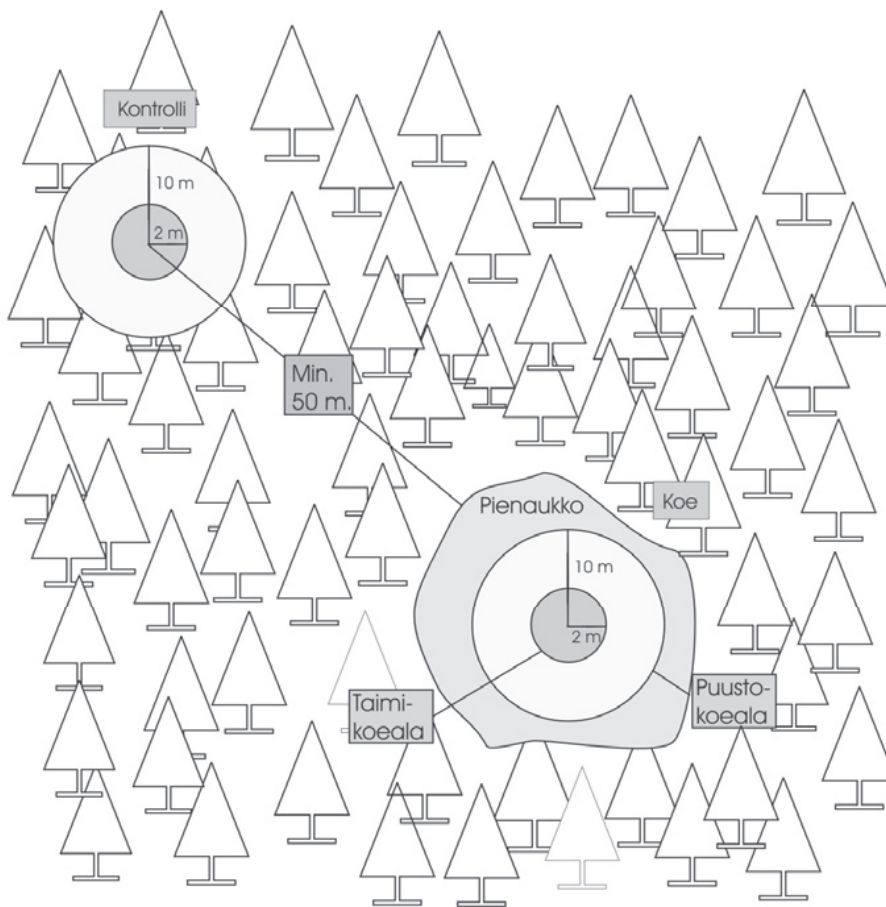 Kontrolli
10 m
2 m
Min.
50 m.
Pienaukko
Koe
10 m
2 m
Taimi-
koeala
Puusto-
koeala